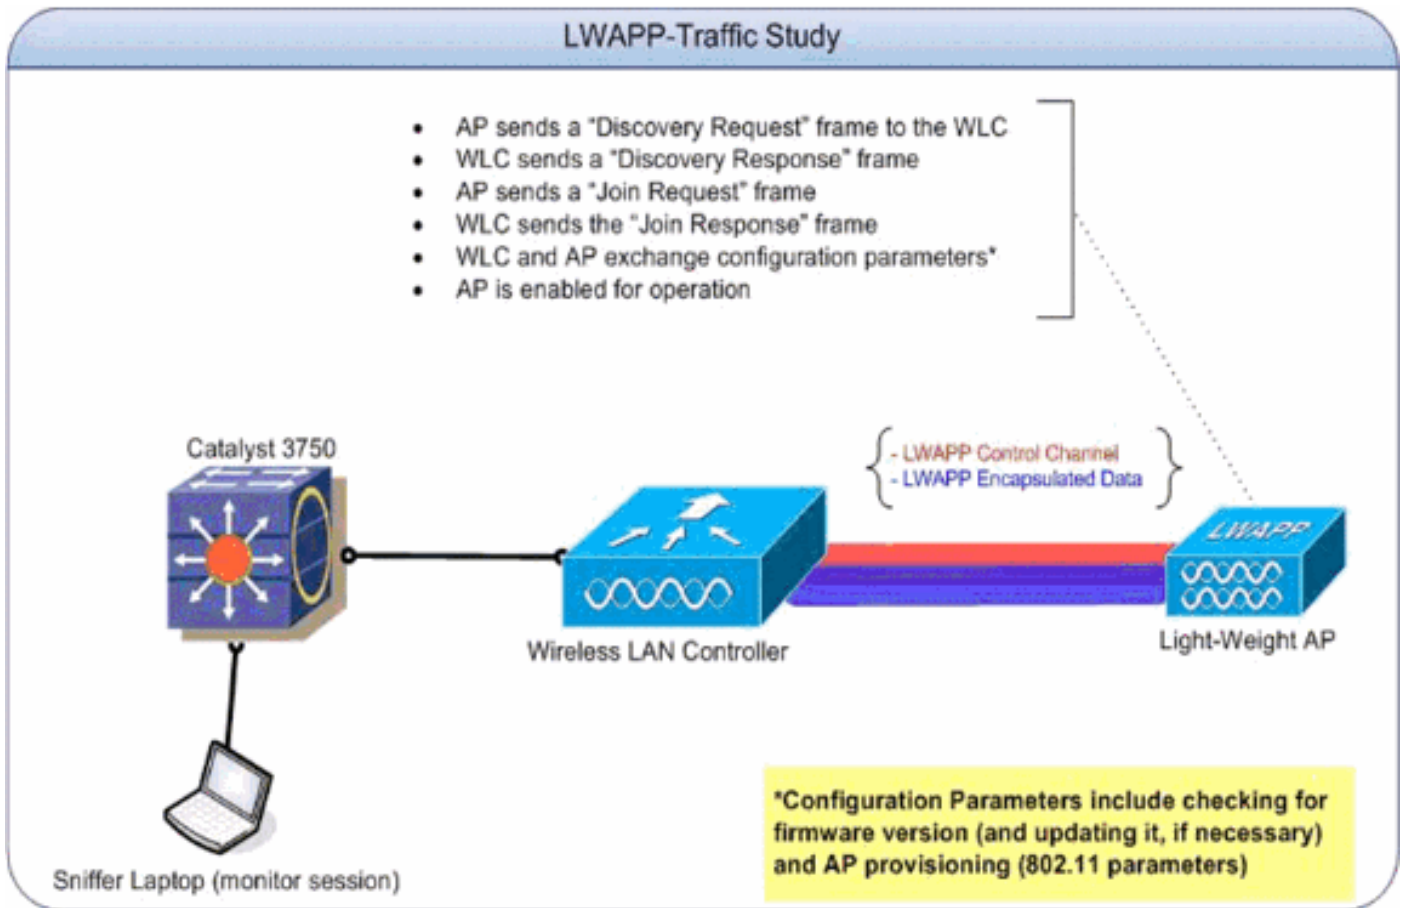 LWAPP-Traffic Study
• AP sends a “Discovery Request” frame to the WLC
• WLC sends a “Discovery Response” frame
• AP sends a “Join Request” frame
• WLC sends the “Join Response” frame
• WLC and AP exchange configuration parameters*
• AP is enabled for operation
Catalyst 3750
- LWAPP Control Channel
- LWAPP Encapsulated Data
LWAPP
Wireless LAN Controller
Light-Weight AP
*Configuration Parameters include checking for
firmware version (and updating it, if necessary)
and AP provisioning (802.11 parameters)
Sniffer Laptop (monitor session)